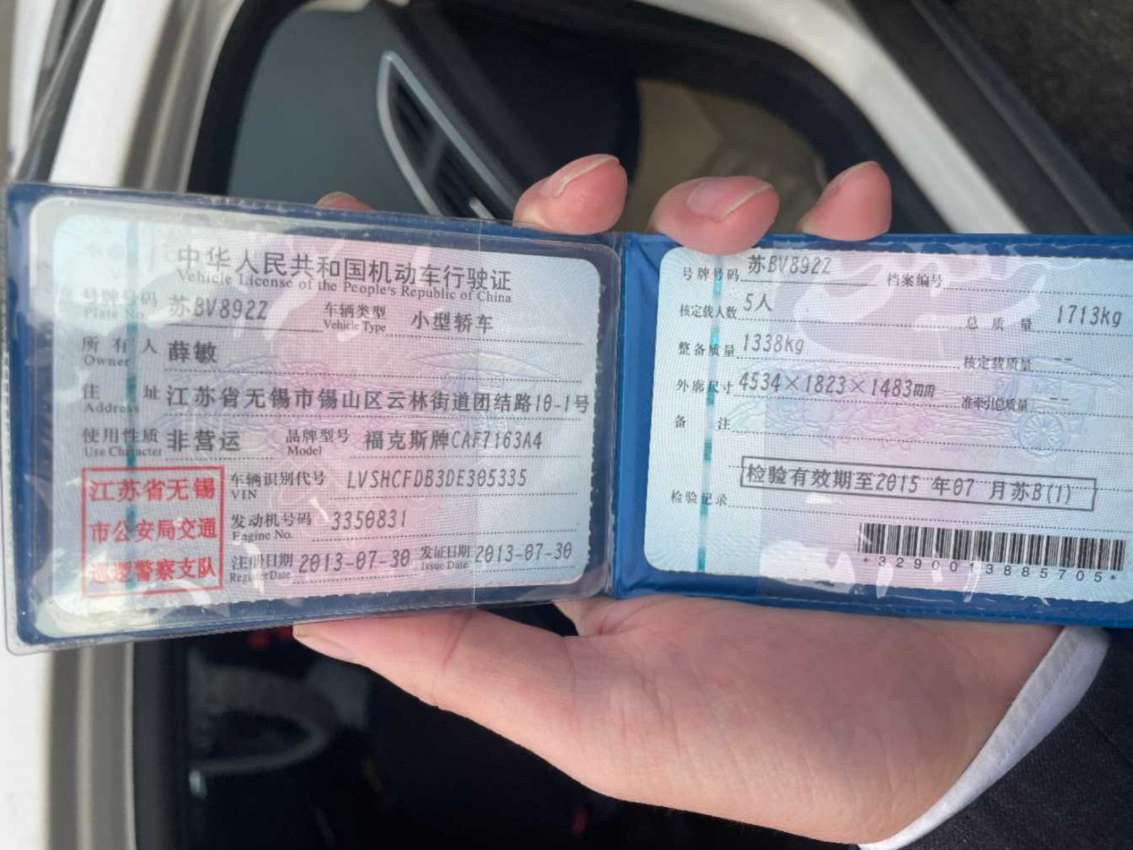 中华人民共和国机动车行驶证
Vehicle License of the People's Republic of China
号牌号码 苏BV892Z 车辆类型 小型轿车
Plate No. Vehicle Type
所有人 薛敏
Owner
住址 江苏省无锡市锡山区云林街道团结路10-1号
Address
使用性质 非营运 品牌型号 福克斯牌CAF7163A4
Use Character Model
江苏省无锡
市公安局交通
巡逻警察支队
车辆识别代号 LVSHCFDB3DE305335
VIN
发动机号码 3350831
Engine No.
注册日期 2013-07-30 发证日期 2013-07-30
Register Date Issue Date
号牌号码 苏BV892Z 档案编号
核定载人数 5人 总质量 1713kg
整备质量 1338kg 核定载质量 --
外廓尺寸 4534×1823×1483mm 准牵引总质量 --
备注
检验记录 检验有效期至2015 年07 月苏B(1)
*3290013885705*